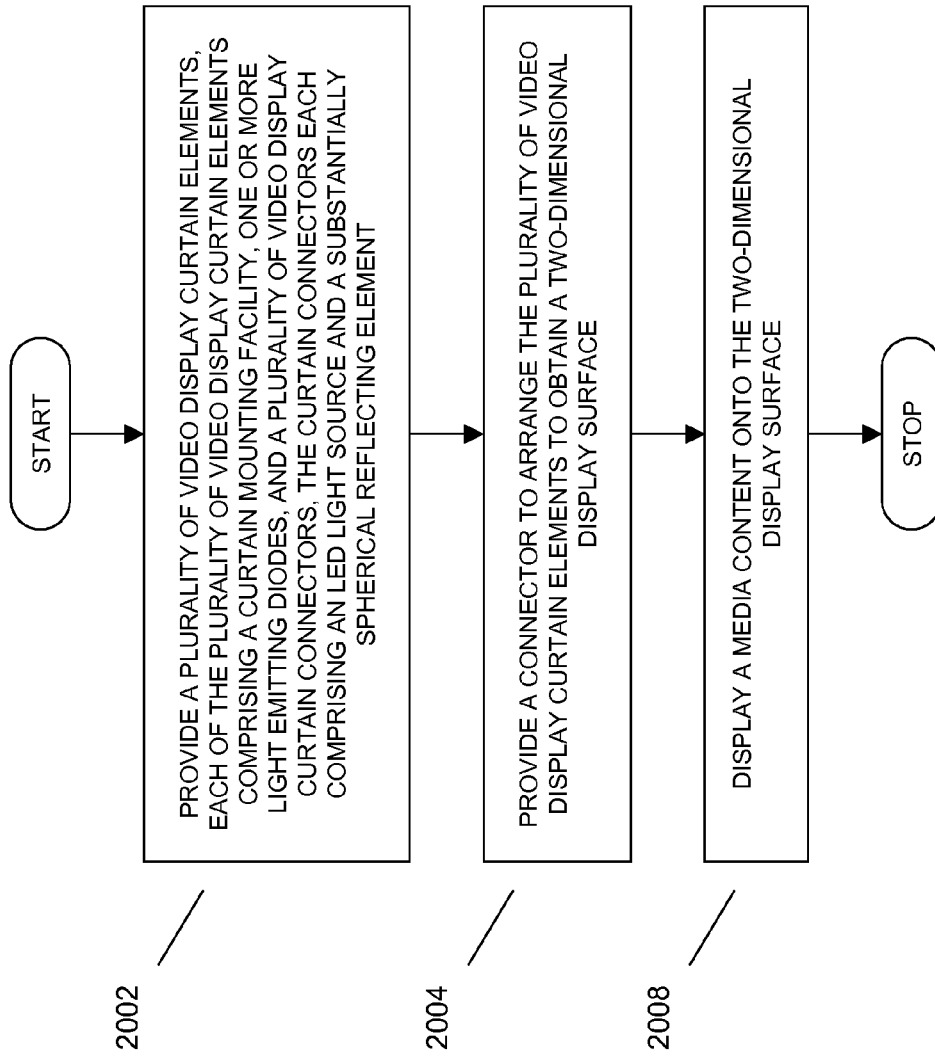 START
PROVIDE A PLURALITY OF VIDEO DISPLAY CURTAIN ELEMENTS,
EACH OF THE PLURALITY OF VIDEO DISPLAY CURTAIN ELEMENTS
COMPRISING A CURTAIN MOUNTING FACILITY, ONE OR MORE
LIGHT EMITTING DIODES, AND A PLURALITY OF VIDEO DISPLAY
CURTAIN CONNECTORS, THE CURTAIN CONNECTORS EACH
COMPRISING AN LED LIGHT SOURCE AND A SUBSTANTIALLY
SPHERICAL REFLECTING ELEMENT
2002
PROVIDE A CONNECTOR TO ARRANGE THE PLURALITY OF VIDEO
DISPLAY CURTAIN ELEMENTS TO OBTAIN A TWO-DIMENSIONAL
DISPLAY SURFACE
2004
DISPLAY A MEDIA CONTENT ONTO THE TWO-DIMENSIONAL
DISPLAY SURFACE
2008
STOP